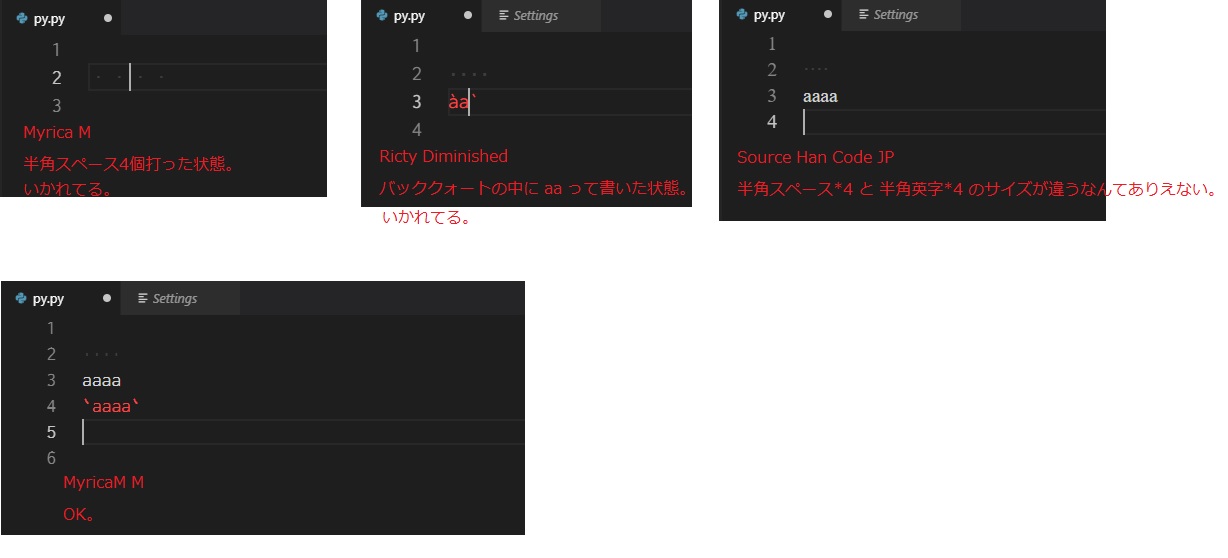 py.py ● Settings
1
2 ····
3
Myrica M
半角スペース4個打った状態。
いかれてる。
py.py ● Settings
1
2 ····
3 àa`
4
Ricty Diminished
バッククォートの中に aa って書いた状態。
いかれてる。
py.py ● Settings
1
2 ····
3 aaaa
4
Source Han Code JP
半角スペース*4 と 半角英字*4 のサイズが違うなんてありえない。
py.py ● Settings
1
2 ····
3 aaaa
4 `aaaa`
5
6
MyricaM M
OK。